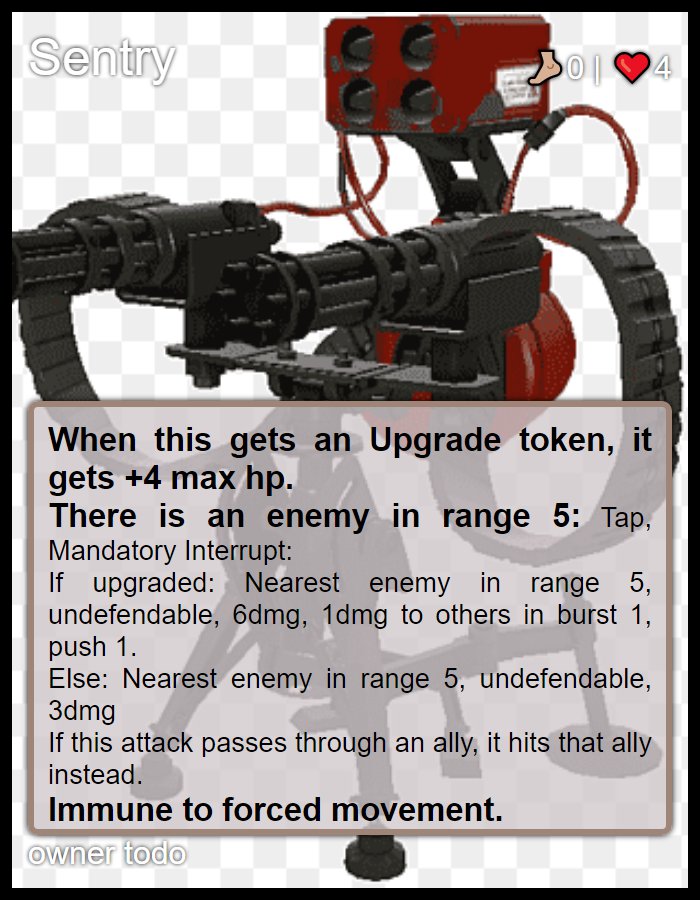 Sentry
0 | 4
When this gets an Upgrade token, it
gets +4 max hp.
There is an enemy in range 5: Tap,
Mandatory Interrupt:
If upgraded: Nearest enemy in range 5,
undefendable, 6dmg, 1dmg to others in burst 1,
push 1.
Else: Nearest enemy in range 5, undefendable,
3dmg
If this attack passes through an ally, it hits that ally
instead.
Immune to forced movement.
owner todo